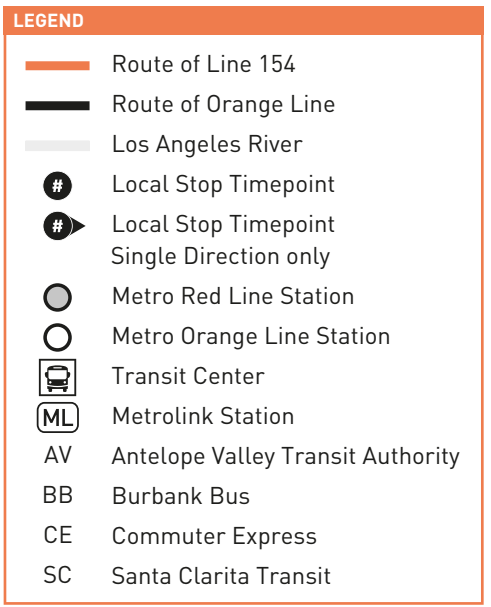 LEGEND
Route of Line 154
Route of Orange Line
Los Angeles River
# Local Stop Timepoint
# Local Stop Timepoint
Single Direction only
Metro Red Line Station
Metro Orange Line Station
Transit Center
ML Metrolink Station
AV Antelope Valley Transit Authority
BB Burbank Bus
CE Commuter Express
SC Santa Clarita Transit